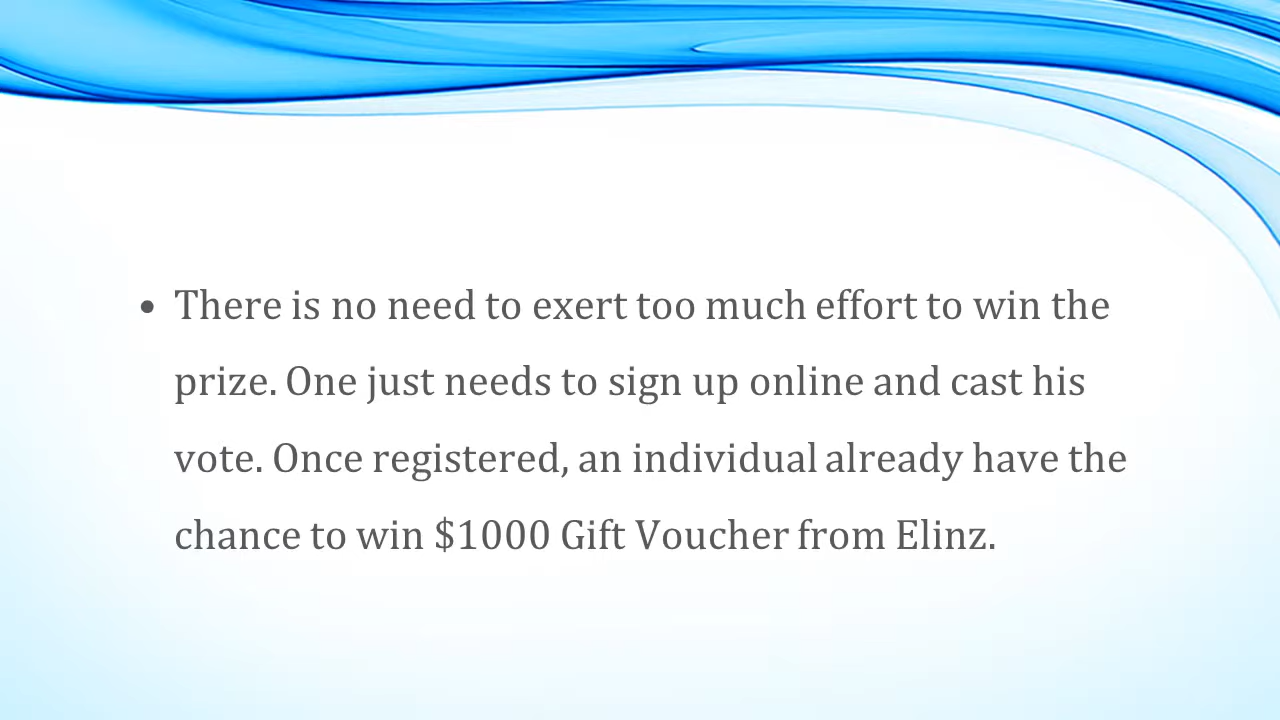 • There is no need to exert too much effort to win the
prize. One just needs to sign up online and cast his
vote. Once registered, an individual already have the
chance to win $1000 Gift Voucher from Elinz.